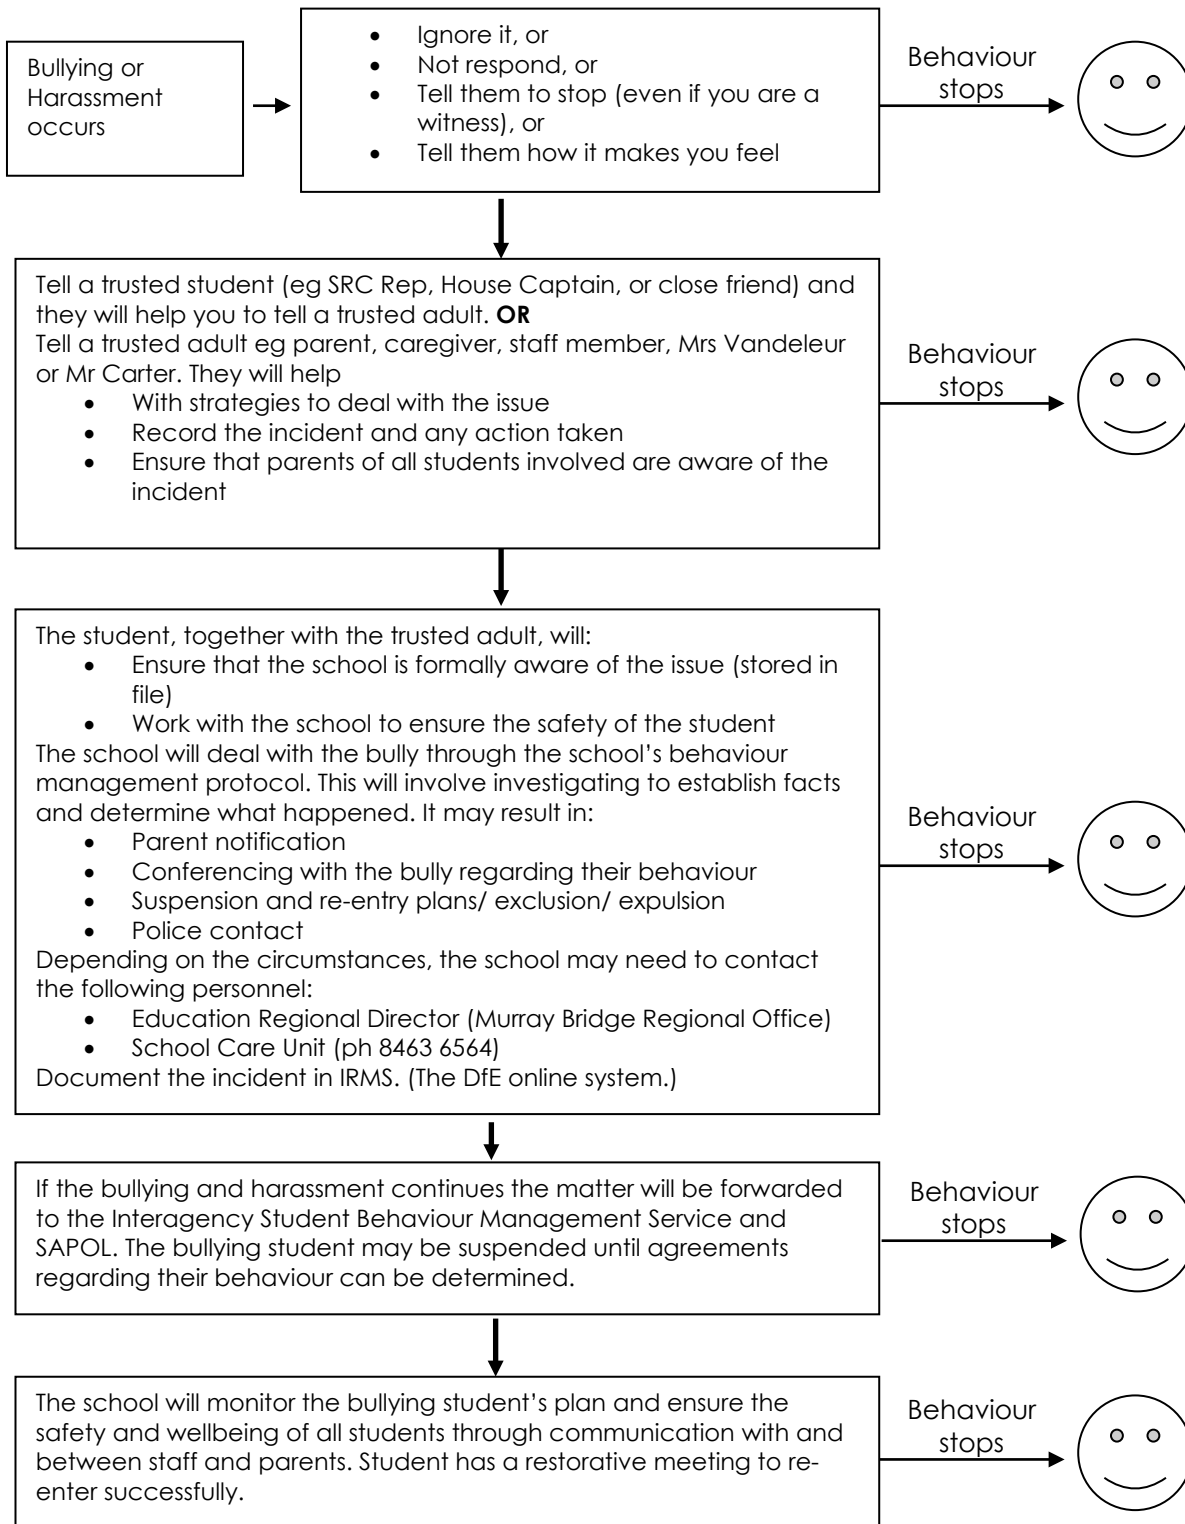 Bullying or
Harassment
occurs
• Ignore it, or
• Not respond, or
• Tell them to stop (even if you are a
witness), or
• Tell them how it makes you feel
Behaviour
stops
Tell a trusted student (eg SRC Rep, House Captain, or close friend) and
they will help you to tell a trusted adult. OR
Tell a trusted adult eg parent, caregiver, staff member, Mrs Vandeleur
or Mr Carter. They will help
• With strategies to deal with the issue
• Record the incident and any action taken
• Ensure that parents of all students involved are aware of the
incident
Behaviour
stops
The student, together with the trusted adult, will:
• Ensure that the school is formally aware of the issue (stored in
file)
• Work with the school to ensure the safety of the student
The school will deal with the bully through the school's behaviour
management protocol. This will involve investigating to establish facts
and determine what happened. It may result in:
• Parent notification
• Conferencing with the bully regarding their behaviour
• Suspension and re-entry plans/ exclusion/ expulsion
• Police contact
Depending on the circumstances, the school may need to contact
the following personnel:
• Education Regional Director (Murray Bridge Regional Office)
• School Care Unit (ph 8463 6564)
Document the incident in IRMS. (The DfE online system.)
Behaviour
stops
If the bullying and harassment continues the matter will be forwarded
to the Interagency Student Behaviour Management Service and
SAPOL. The bullying student may be suspended until agreements
regarding their behaviour can be determined.
Behaviour
stops
The school will monitor the bullying student's plan and ensure the
safety and wellbeing of all students through communication with and
between staff and parents. Student has a restorative meeting to re-
enter successfully.
Behaviour
stops